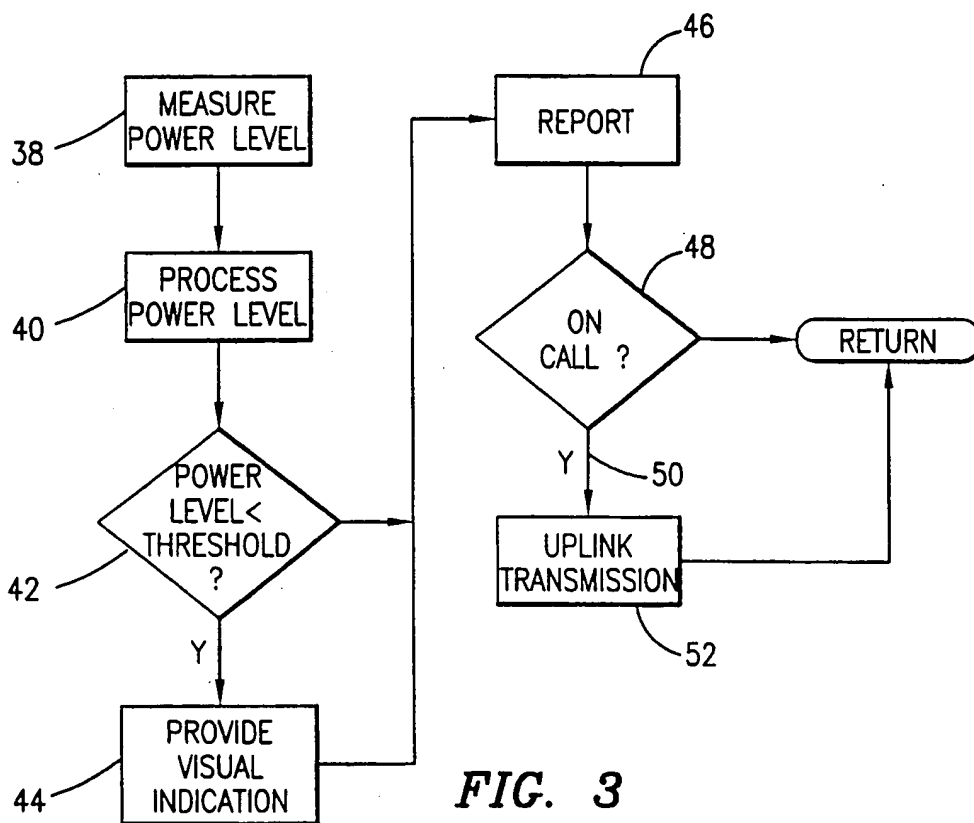 MEASURE
POWER LEVEL
38
PROCESS
POWER LEVEL
40
POWER
LEVEL<
THRESHOLD
?
42
Y
PROVIDE
VISUAL
INDICATION
44
46
REPORT
48
ON
CALL ?
RETURN
Y
50
UPLINK
TRANSMISSION
52
FIG. 3